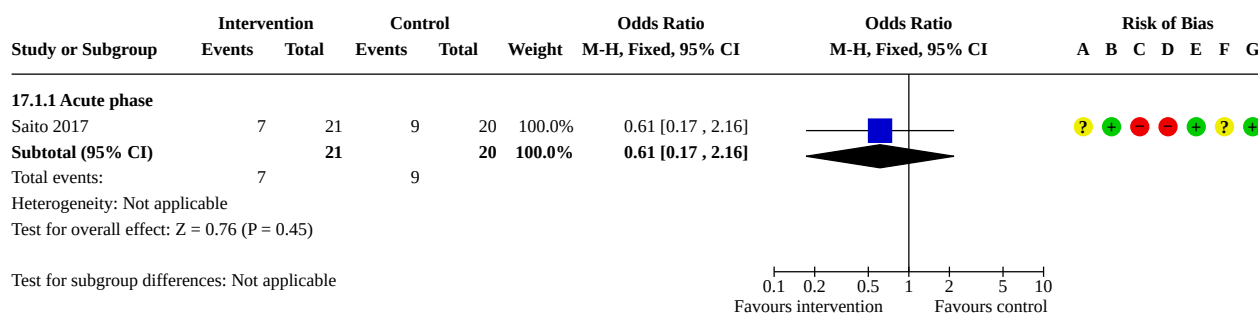 Intervention Control Odds Ratio Odds Ratio Risk of Bias
Study or Subgroup Events Total Events Total Weight M-H, Fixed, 95% CI M-H, Fixed, 95% CI A B C D E F G
17.1.1 Acute phase
Saito 2017 7 21 9 20 100.0% 0.61 [0.17 , 2.16] ? + − − + ? +
Subtotal (95% CI) 21 20 100.0% 0.61 [0.17 , 2.16]
Total events: 7 9
Heterogeneity: Not applicable
Test for overall effect: Z = 0.76 (P = 0.45)
Test for subgroup differences: Not applicable
0.1 0.2 0.5 1 2 5 10
Favours intervention Favours control